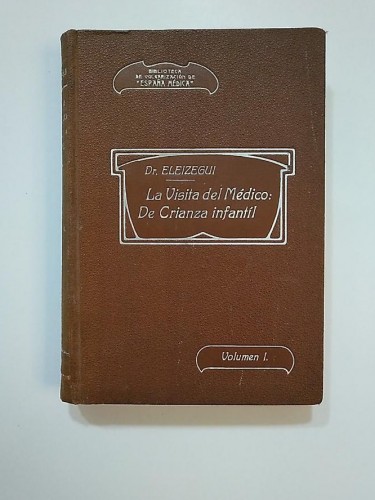 BIBLIOTECA
DE VULGARIZACIÓN DE
"ESPAÑA MÉDICA"
Dr. ELEIZEGUI
La Visita del Médico:
De Crianza infantil
Volumen I.